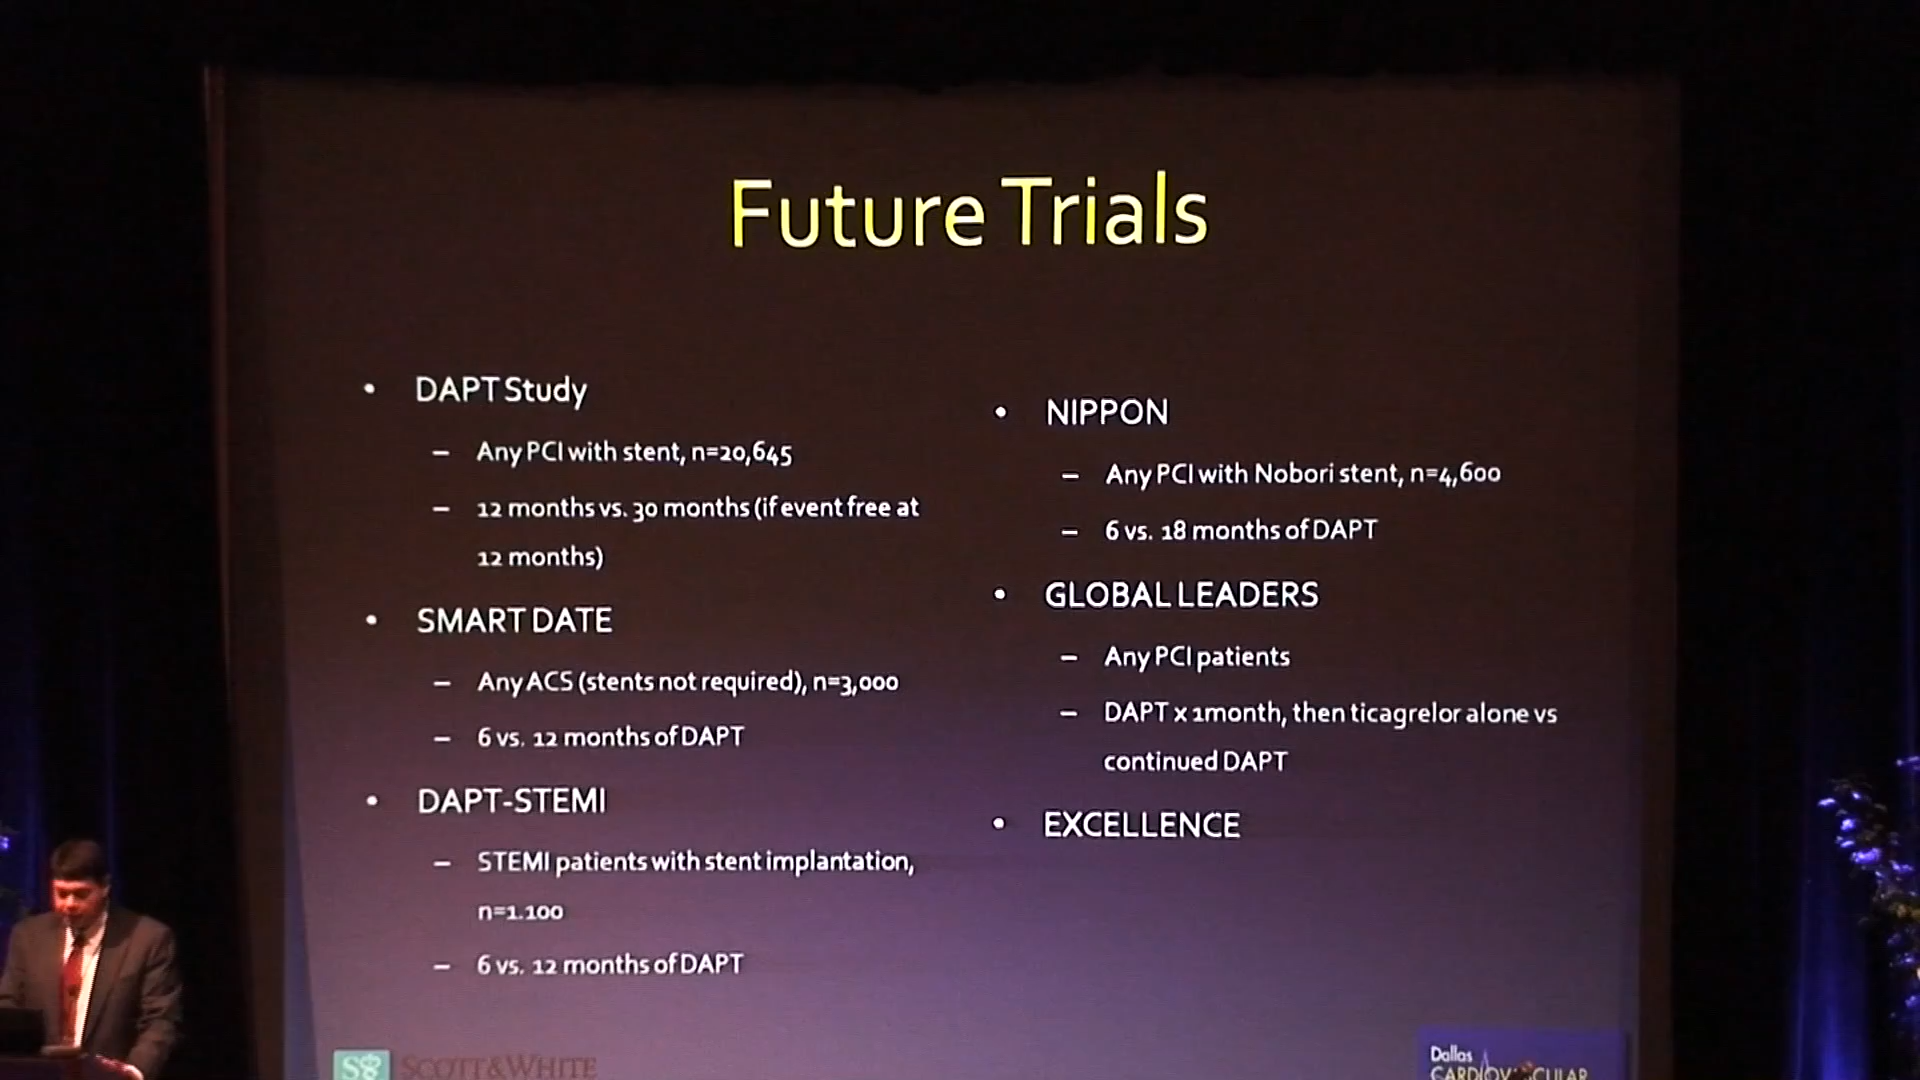 Future Trials
• DAPT Study
– Any PCI with stent, n=20,645
– 12 months vs. 30 months (if event free at
12 months)
• SMART DATE
– Any ACS (stents not required), n=3,000
– 6 vs. 12 months of DAPT
• DAPT-STEMI
– STEMI patients with stent implantation,
n=1.100
– 6 vs. 12 months of DAPT
• NIPPON
– Any PCI with Nobori stent, n=4,600
– 6 vs. 18 months of DAPT
• GLOBAL LEADERS
– Any PCI patients
– DAPT x 1month, then ticagrelor alone vs
continued DAPT
• EXCELLENCE
SCOTT & WHITE
Dallas
CARDIOVASCULAR